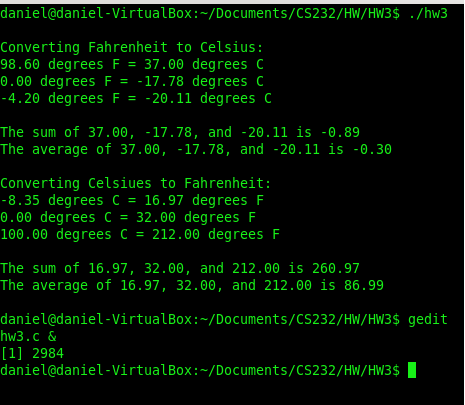 daniel@daniel-VirtualBox:~/Documents/CS232/HW/HW3$ ./hw3
Converting Fahrenheit to Celsius:
98.60 degrees F = 37.00 degrees C
0.00 degrees F = -17.78 degrees C
-4.20 degrees F = -20.11 degrees C
The sum of 37.00, -17.78, and -20.11 is -0.89
The average of 37.00, -17.78, and -20.11 is -0.30
Converting Celsiues to Fahrenheit:
-8.35 degrees C = 16.97 degrees F
0.00 degrees C = 32.00 degrees F
100.00 degrees C = 212.00 degrees F
The sum of 16.97, 32.00, and 212.00 is 260.97
The average of 16.97, 32.00, and 212.00 is 86.99
daniel@daniel-VirtualBox:~/Documents/CS232/HW/HW3$ gedit
hw3.c &
[1] 2984
daniel@daniel-VirtualBox:~/Documents/CS232/HW/HW3$